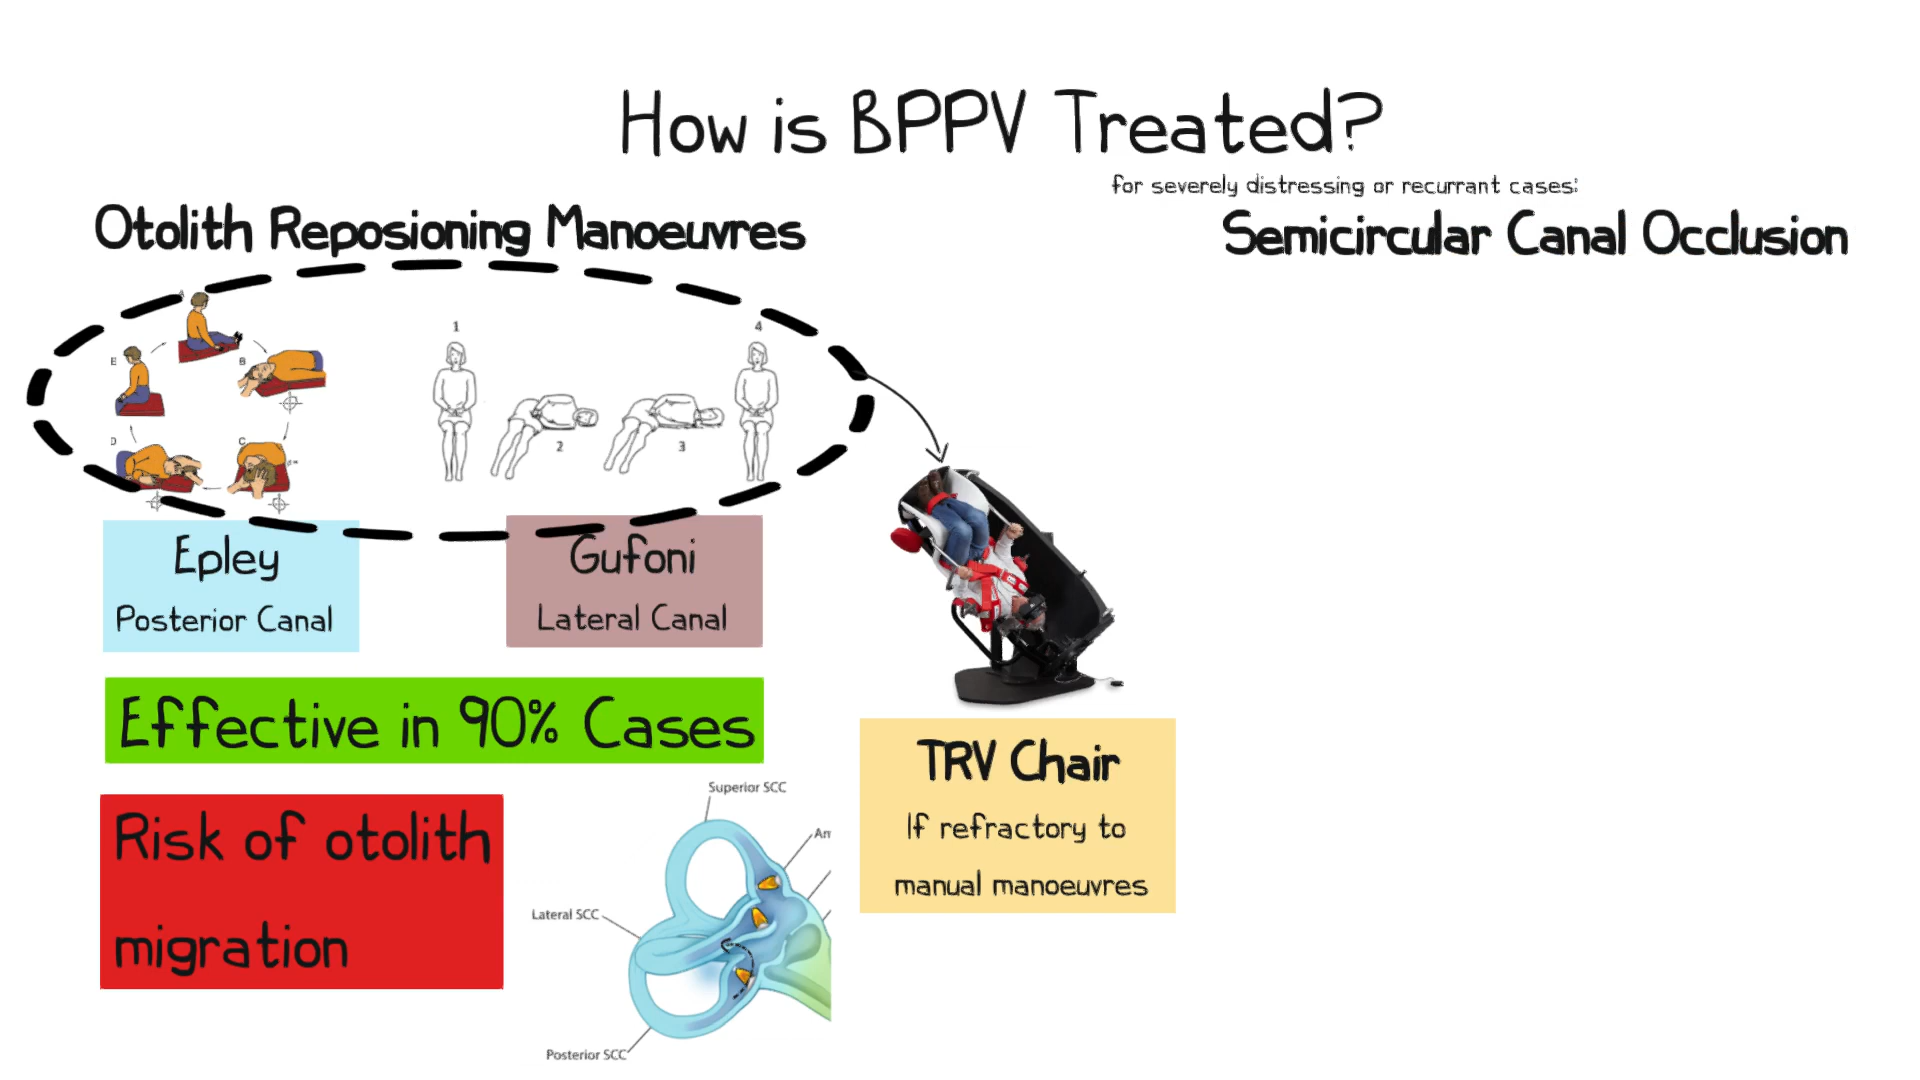 How is BPPV Treated?
for severely distressing or recurrant cases:
Otolith Reposioning Manoeuvres
Semicircular Canal Occlusion
A
B
C
D
E
1
2
3
4
Epley
Posterior Canal
Gufoni
Lateral Canal
Effective in 90% Cases
Risk of otolith
migration
TRV Chair
If refractory to
manual manoeuvres
Superior SCC
Lateral SCC
Posterior SCC